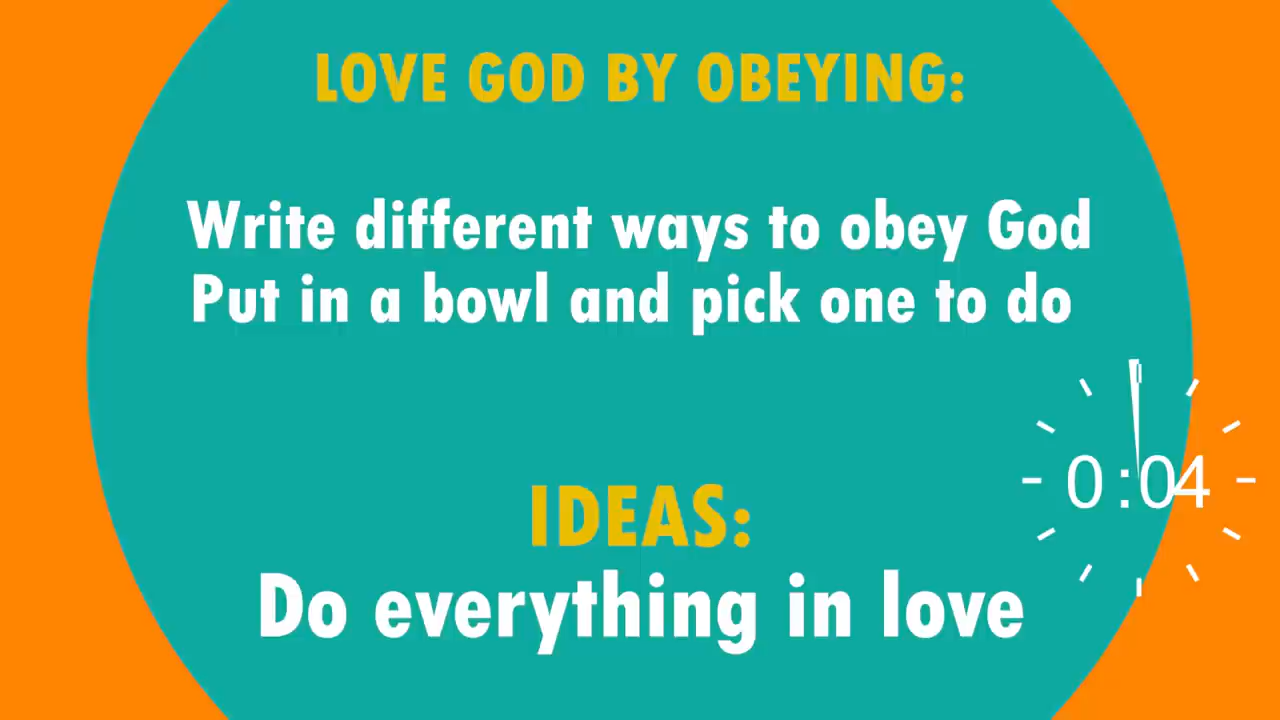 LOVE GOD BY OBEYING:
Write different ways to obey God
Put in a bowl and pick one to do
0:04
IDEAS:
Do everything in love